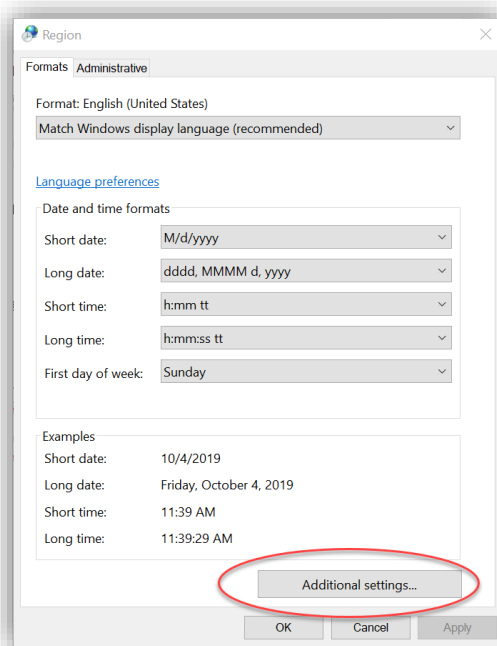 Region
Formats Administrative
Format: English (United States)
Match Windows display language (recommended)
Language preferences
Date and time formats
Short date: M/d/yyyy
Long date: dddd, MMMM d, yyyy
Short time: h:mm tt
Long time: h:mm:ss tt
First day of week: Sunday
Examples
Short date: 10/4/2019
Long date: Friday, October 4, 2019
Short time: 11:39 AM
Long time: 11:39:29 AM
Additional settings...
OK Cancel Apply